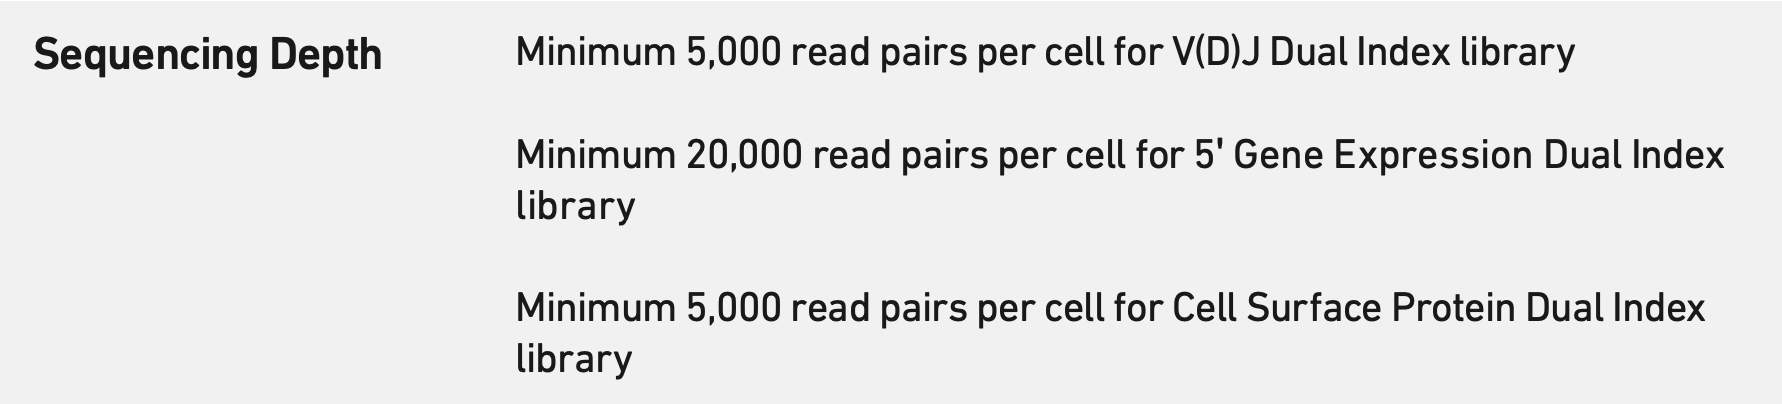 Sequencing Depth
Minimum 5,000 read pairs per cell for V(D)J Dual Index library
Minimum 20,000 read pairs per cell for 5' Gene Expression Dual Index
library
Minimum 5,000 read pairs per cell for Cell Surface Protein Dual Index
library